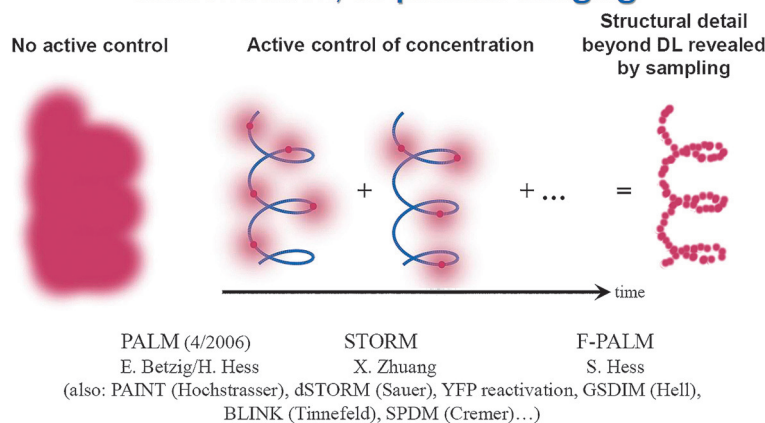 No active control
Active control of concentration
Structural detail
beyond DL revealed
by sampling
+
+ ...
=
time
PALM (4/2006)
STORM
F-PALM
E. Betzig/H. Hess
X. Zhuang
S. Hess
(also: PAINT (Hochstrasser), dSTORM (Sauer), YFP reactivation, GSDIM (Hell),
BLINK (Tinnefeld), SPDM (Cremer)…)